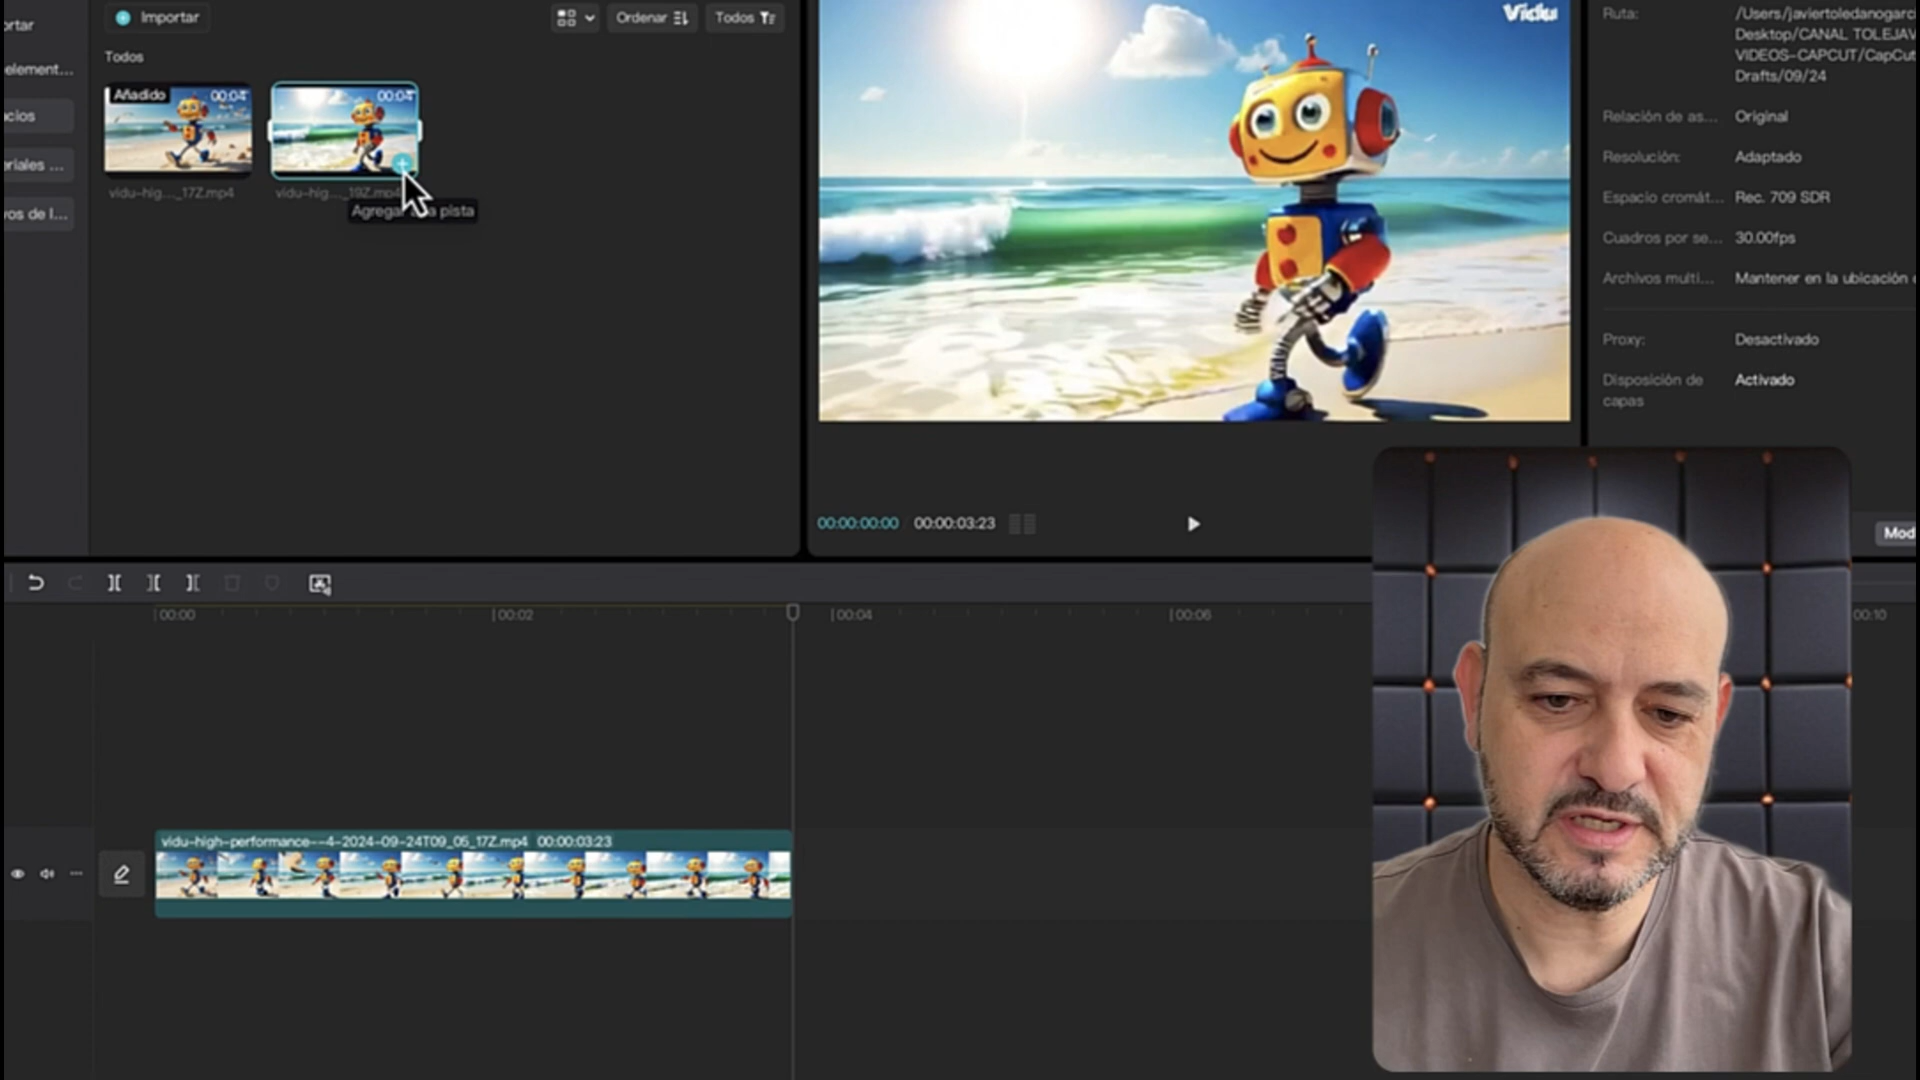 Importar
Ordenar
Todos
Todos
rtar
element...
cios
eriales ...
vos de l...
Añadido
00:04
00:04
vidu-hig..._17Z.mp4
vidu-hig..._19Z.mp4
Agregar a la pista
Vidu
Ruta:
/Users/javiertoledanogarc
Desktop/CANAL TOLEJAV
VIDEOS-CAPCUT/CapCut
Drafts/09/24
Relación de as... Original
Resolución: Adaptado
Espacio cromát... Rec. 709 SDR
Cuadros por se... 30.00fps
Archivos multi... Mantener en la ubicación
Proxy: Desactivado
Disposición de capas Activado
Mod
00:00:00:00 00:00:03:23
00:00
00:02
00:04
00:06
00:10
vidu-high-performance--4-2024-09-24T09_05_17Z.mp4 00:00:03:23